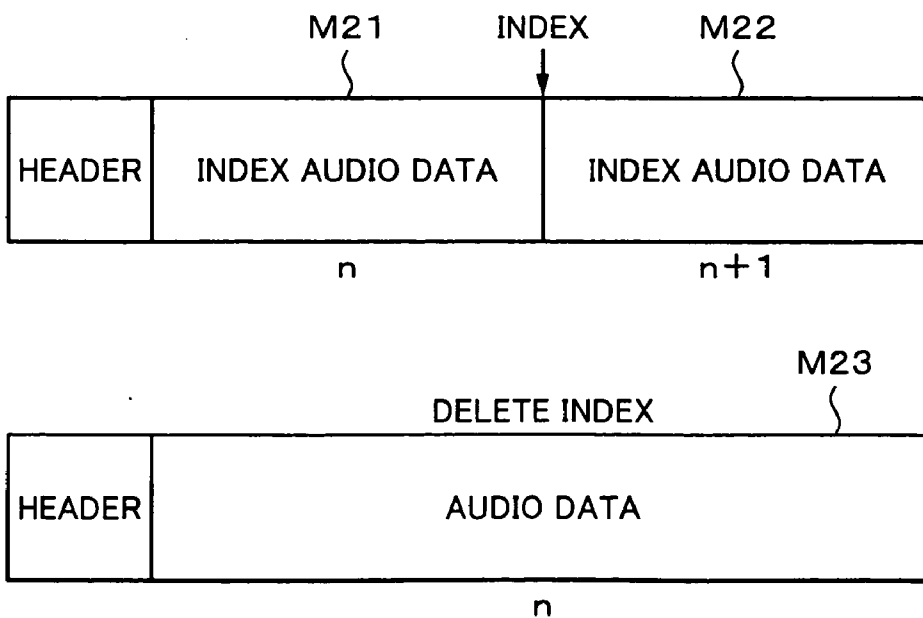 M21 INDEX M22
HEADER INDEX AUDIO DATA INDEX AUDIO DATA
n n+1
M23
DELETE INDEX
HEADER AUDIO DATA
n